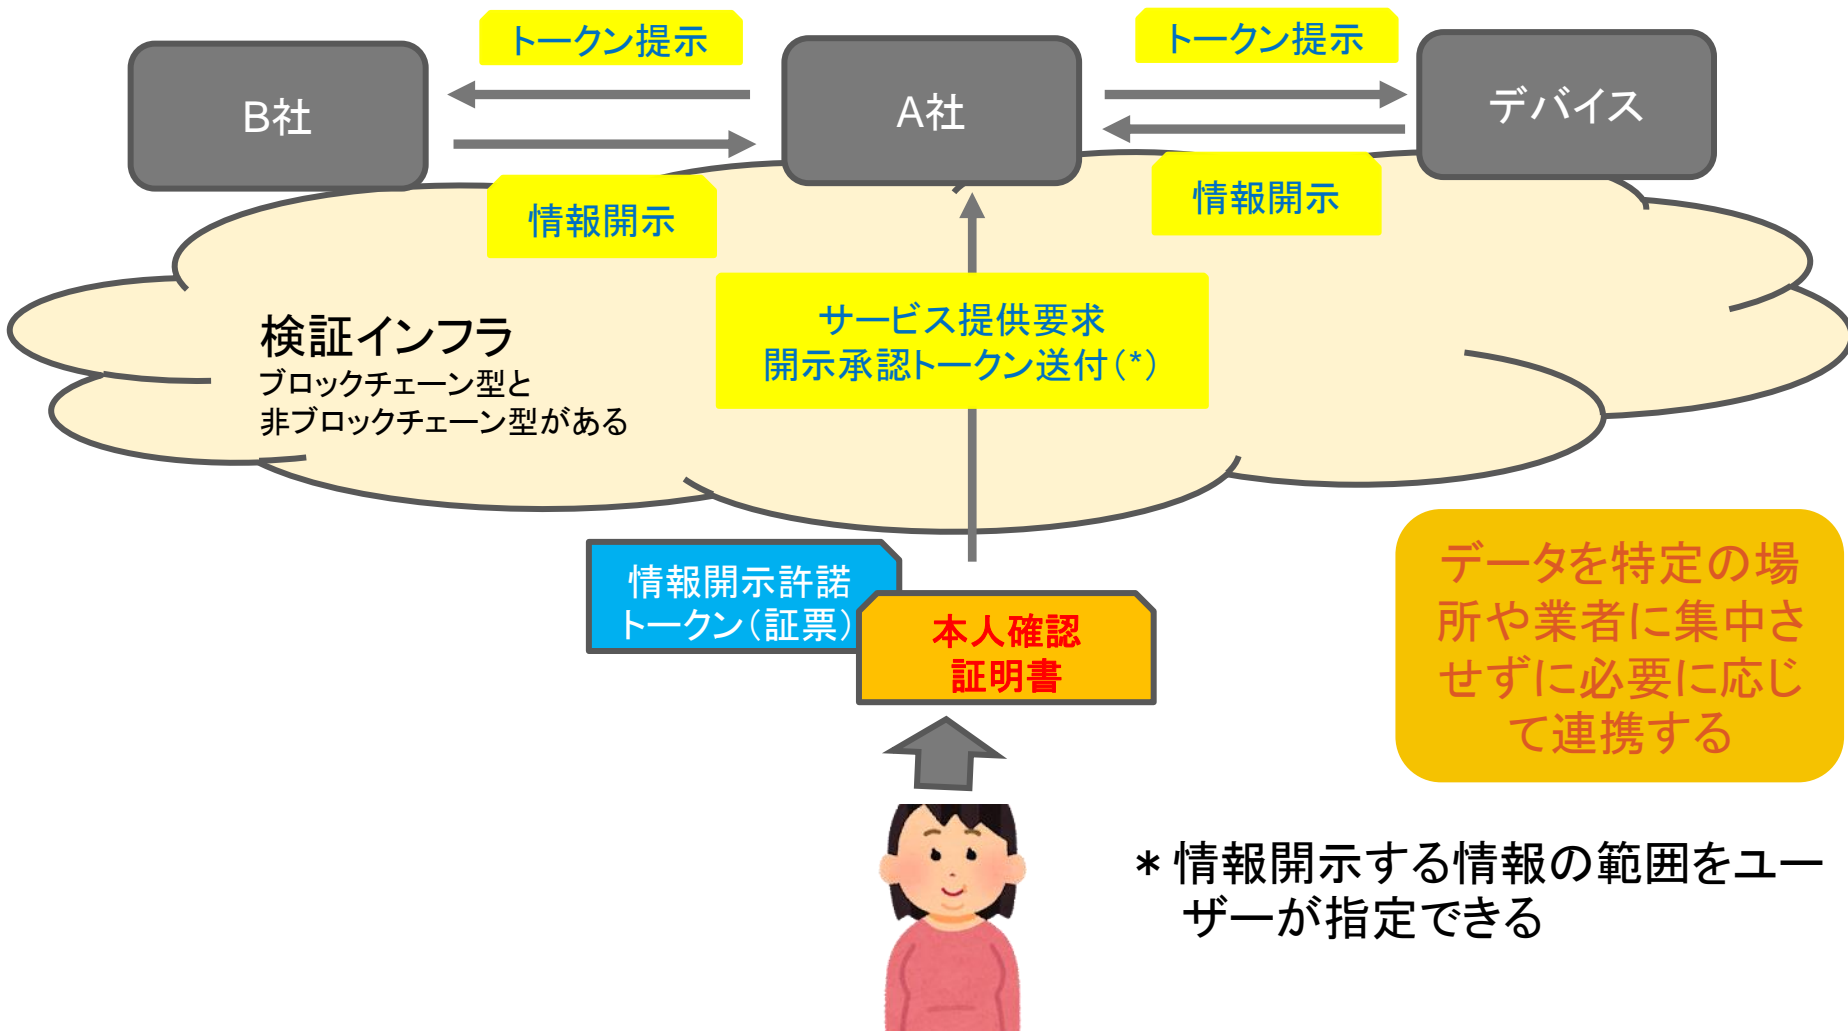 トークン提示
トークン提示
B社
A社
デバイス
情報開示
情報開示
サービス提供要求
開示承認トークン送付(*)
検証インフラ
ブロックチェーン型と
非ブロックチェーン型がある
情報開示許諾
トークン(証票)
本人確認
証明書
データを特定の場
所や業者に集中さ
せずに必要に応じ
て連携する
* 情報開示する情報の範囲をユー
ザーが指定できる